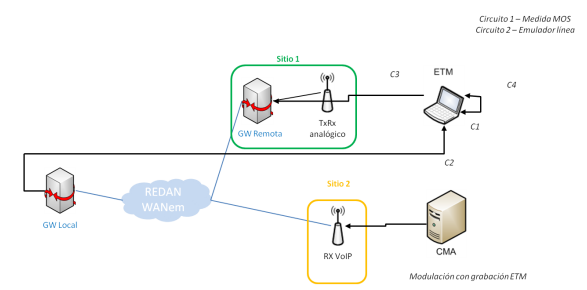 Circuito 1 – Medida MOS
Circuito 2 – Emulador línea
Sitio 1
C3
ETM
C4
GW Remota
TxRx
analógico
C1
C2
REDAN
WANem
Sitio 2
GW Local
RX VoIP
CMA
Modulación con grabación ETM